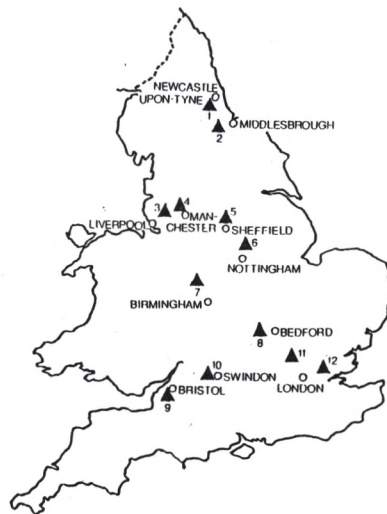 NEWCASTLE
UPON-TYNE
1
MIDDLESBROUGH
2
3
4
LIVERPOOL
MAN-
CHESTER
5
SHEFFIELD
6
NOTTINGHAM
7
BIRMINGHAM
8
BEDFORD
11
12
10
SWINDON
LONDON
BRISTOL
9